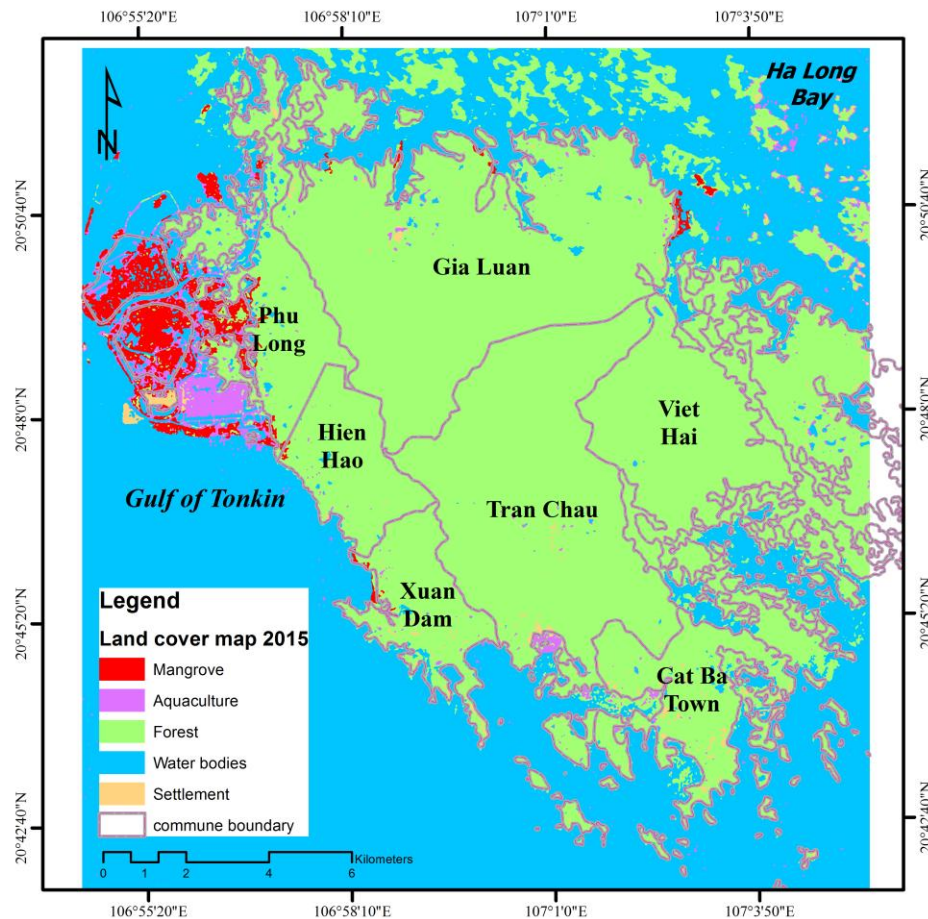 106°55'20"E 106°58'10"E 107°1'0"E 107°3'50"E
Ha Long
Bay
N
20°50'40"N 20°50'40"N
Gia Luan
Phu
Long
20°48'0"N 20°48'0"N
Viet
Hai
Hien
Hao
Gulf of Tonkin
Tran Chau
Xuan
Dam
20°45'20"N 20°45'20"N
Cat Ba
Town
Legend
Land cover map 2015
Mangrove
Aquaculture
Forest
Water bodies
Settlement
commune boundary
20°42'40"N 20°42'40"N
Kilometers
0 1 2 4 6
106°55'20"E 106°58'10"E 107°1'0"E 107°3'50"E